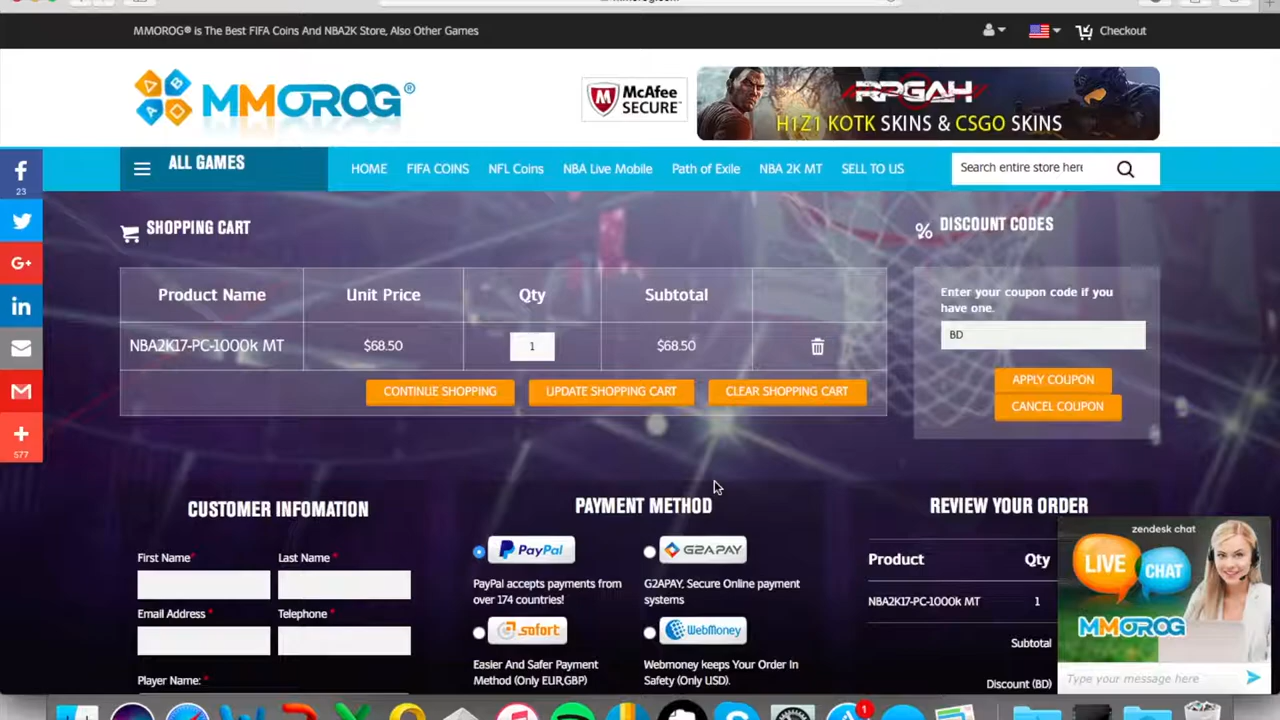 MMOROG® is The Best FIFA Coins And NBA2K Store, Also Other Games
Checkout
MMOROG®
McAfee
SECURE
RPGAH
H1Z1 KOTK SKINS & CSGO SKINS
ALL GAMES
HOME
FIFA COINS
NFL Coins
NBA Live Mobile
Path of Exile
NBA 2K MT
SELL TO US
Search entire store here
23
G+
in
577
SHOPPING CART
Product Name
Unit Price
Qty
Subtotal
NBA2K17-PC-1000k MT
$68.50
1
$68.50
CONTINUE SHOPPING
UPDATE SHOPPING CART
CLEAR SHOPPING CART
DISCOUNT CODES
Enter your coupon code if you
have one.
BD
APPLY COUPON
CANCEL COUPON
CUSTOMER INFOMATION
First Name*
Last Name *
Email Address *
Telephone *
Player Name: *
PAYMENT METHOD
PayPal
PayPal accepts payments from
over 174 countries!
G2A PAY
G2APAY, Secure Online payment
systems
sofort
Easier And Safer Payment
Method (Only EUR,GBP)
WebMoney
Webmoney keeps Your Order In
Safety (Only USD).
REVIEW YOUR ORDER
Product
Qty
NBA2K17-PC-1000k MT
1
Subtotal
Discount (BD)
zendesk chat
LIVE
CHAT
MMOROG
Type your message here
1